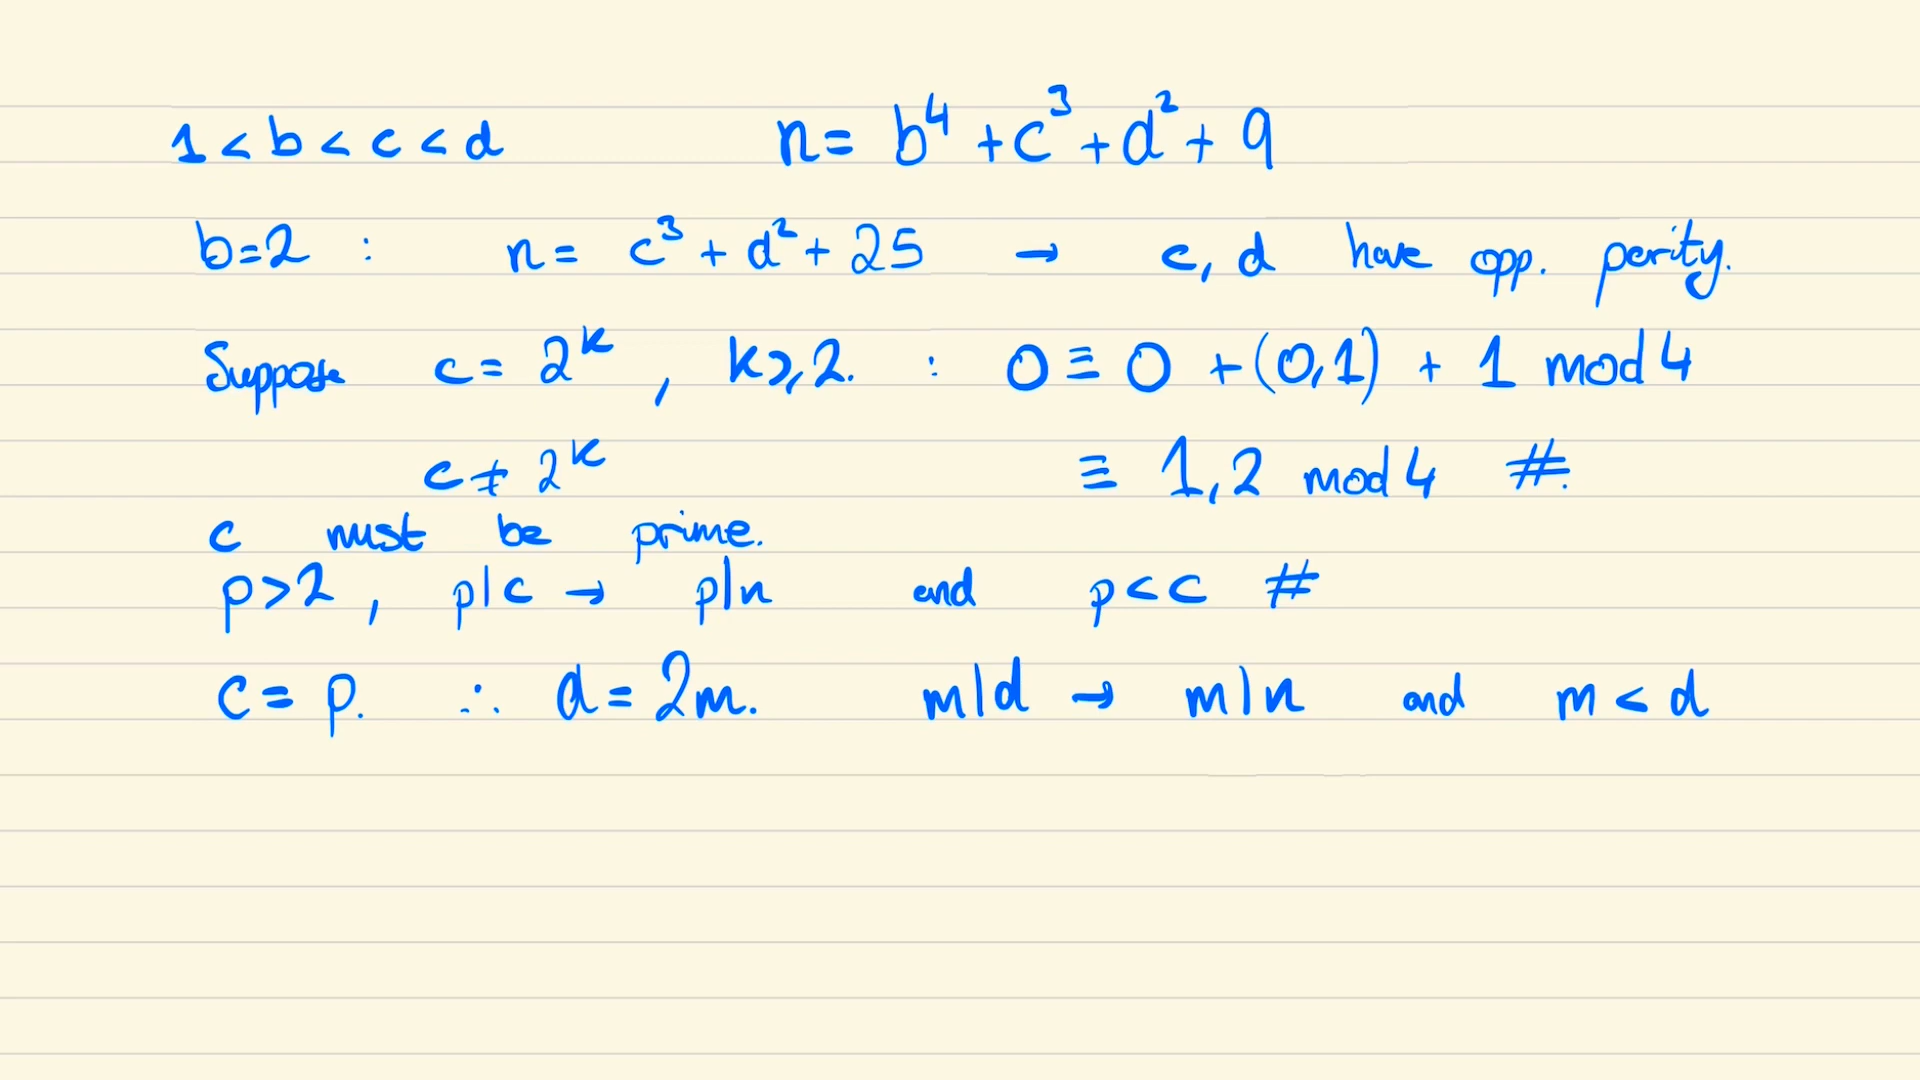 1 < b < c < d n = b⁴ + c³ + d² + 9
b=2 : n = c³ + d² + 25 → c, d have opp. parity.
Suppose c = 2ᵏ, k ⩾ 2. : 0 ≡ 0 + (0,1) + 1 mod 4
c ≠ 2ᵏ ≡ 1,2 mod 4 #.
c must be prime.
p>2, p|c → p|n and p<c #
c = p. ∴ d = 2m. m|d → m|n and m < d